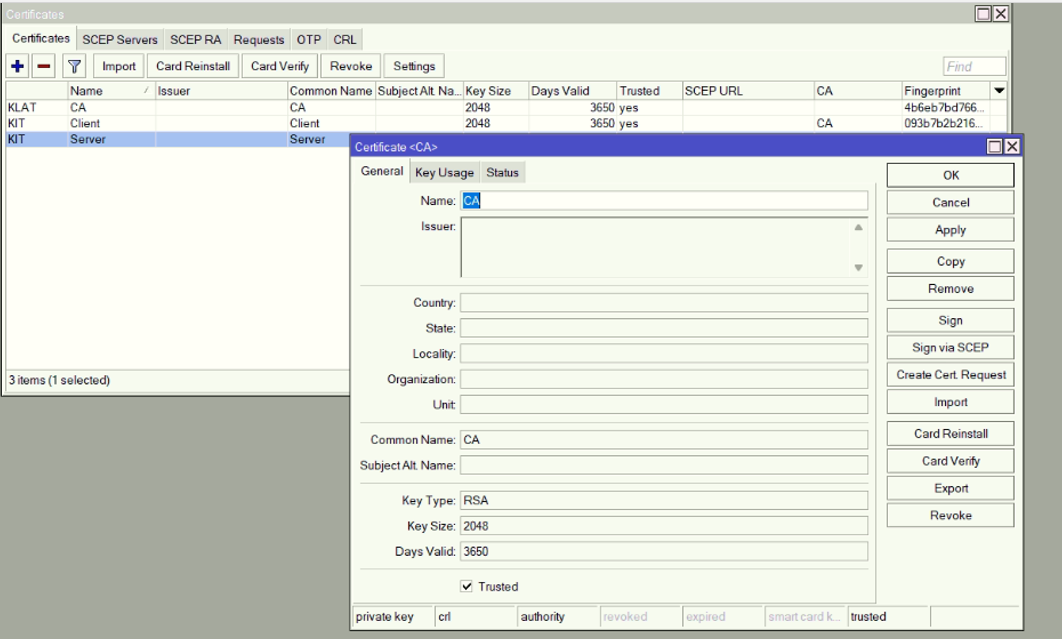 Certificates
Certificates SCEP Servers SCEP RA Requests OTP CRL
Import Card Reinstall Card Verify Revoke Settings Find
Name Issuer Common Name Subject Alt. Na... Key Size Days Valid Trusted SCEP URL CA Fingerprint
KLAT CA CA 2048 3650 yes 4b6eb7bd766...
KIT Client Client 2048 3650 yes CA 093b7b2b216...
KIT Server Server
3 items (1 selected)
Certificate <CA>
General Key Usage Status
Name: CA
Issuer:
Country:
State:
Locality:
Organization:
Unit:
Common Name: CA
Subject Alt. Name:
Key Type: RSA
Key Size: 2048
Days Valid: 3650
Trusted
OK
Cancel
Apply
Copy
Remove
Sign
Sign via SCEP
Create Cert. Request
Import
Card Reinstall
Card Verify
Export
Revoke
private key crl authority revoked expired smart card k... trusted